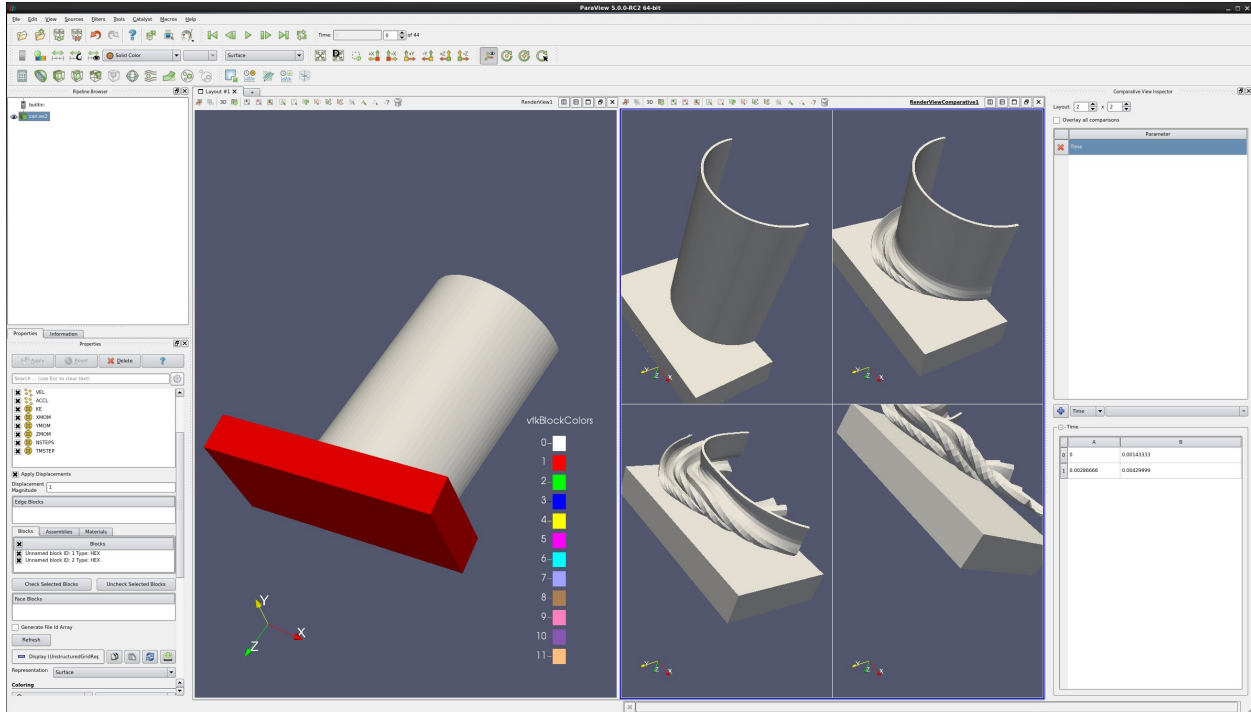 ParaView 5.0.0-RC2 64-bit
File Edit View Sources Filters Tools Catalyst Macros Help
Time: 0 of 44
Solid Color Surface
Pipeline Browser
builtin:
can.ex2
Layout #1
3D RenderView1
3D RenderViewComparative1
Properties Information
Properties
Apply Reset Delete ?
Search ... (use Esc to clear text)
VEL
ACCL
KE
XMOM
YMOM
ZMOM
NSTEPS
TMSTEP
Apply Displacements
Displacement
Magnitude 1
Edge Blocks
Blocks Assemblies Materials
Blocks
Unnamed block ID: 1 Type: HEX
Unnamed block ID: 2 Type: HEX
Check Selected Blocks Uncheck Selected Blocks
Face Blocks
Generate File Id Array
Refresh
Display (UnstructuredGridRep
Representation Surface
Coloring
vtkBlockColors
0
1
2
3
4
5
6
7
8
9
10
11
Y
X
Z
Comparative View Inspector
Layout: 2 x 2
Overlay all comparisons
Parameter
Time
Time
Time
A B
0 0 0.00143333
1 0.00286666 0.00429999